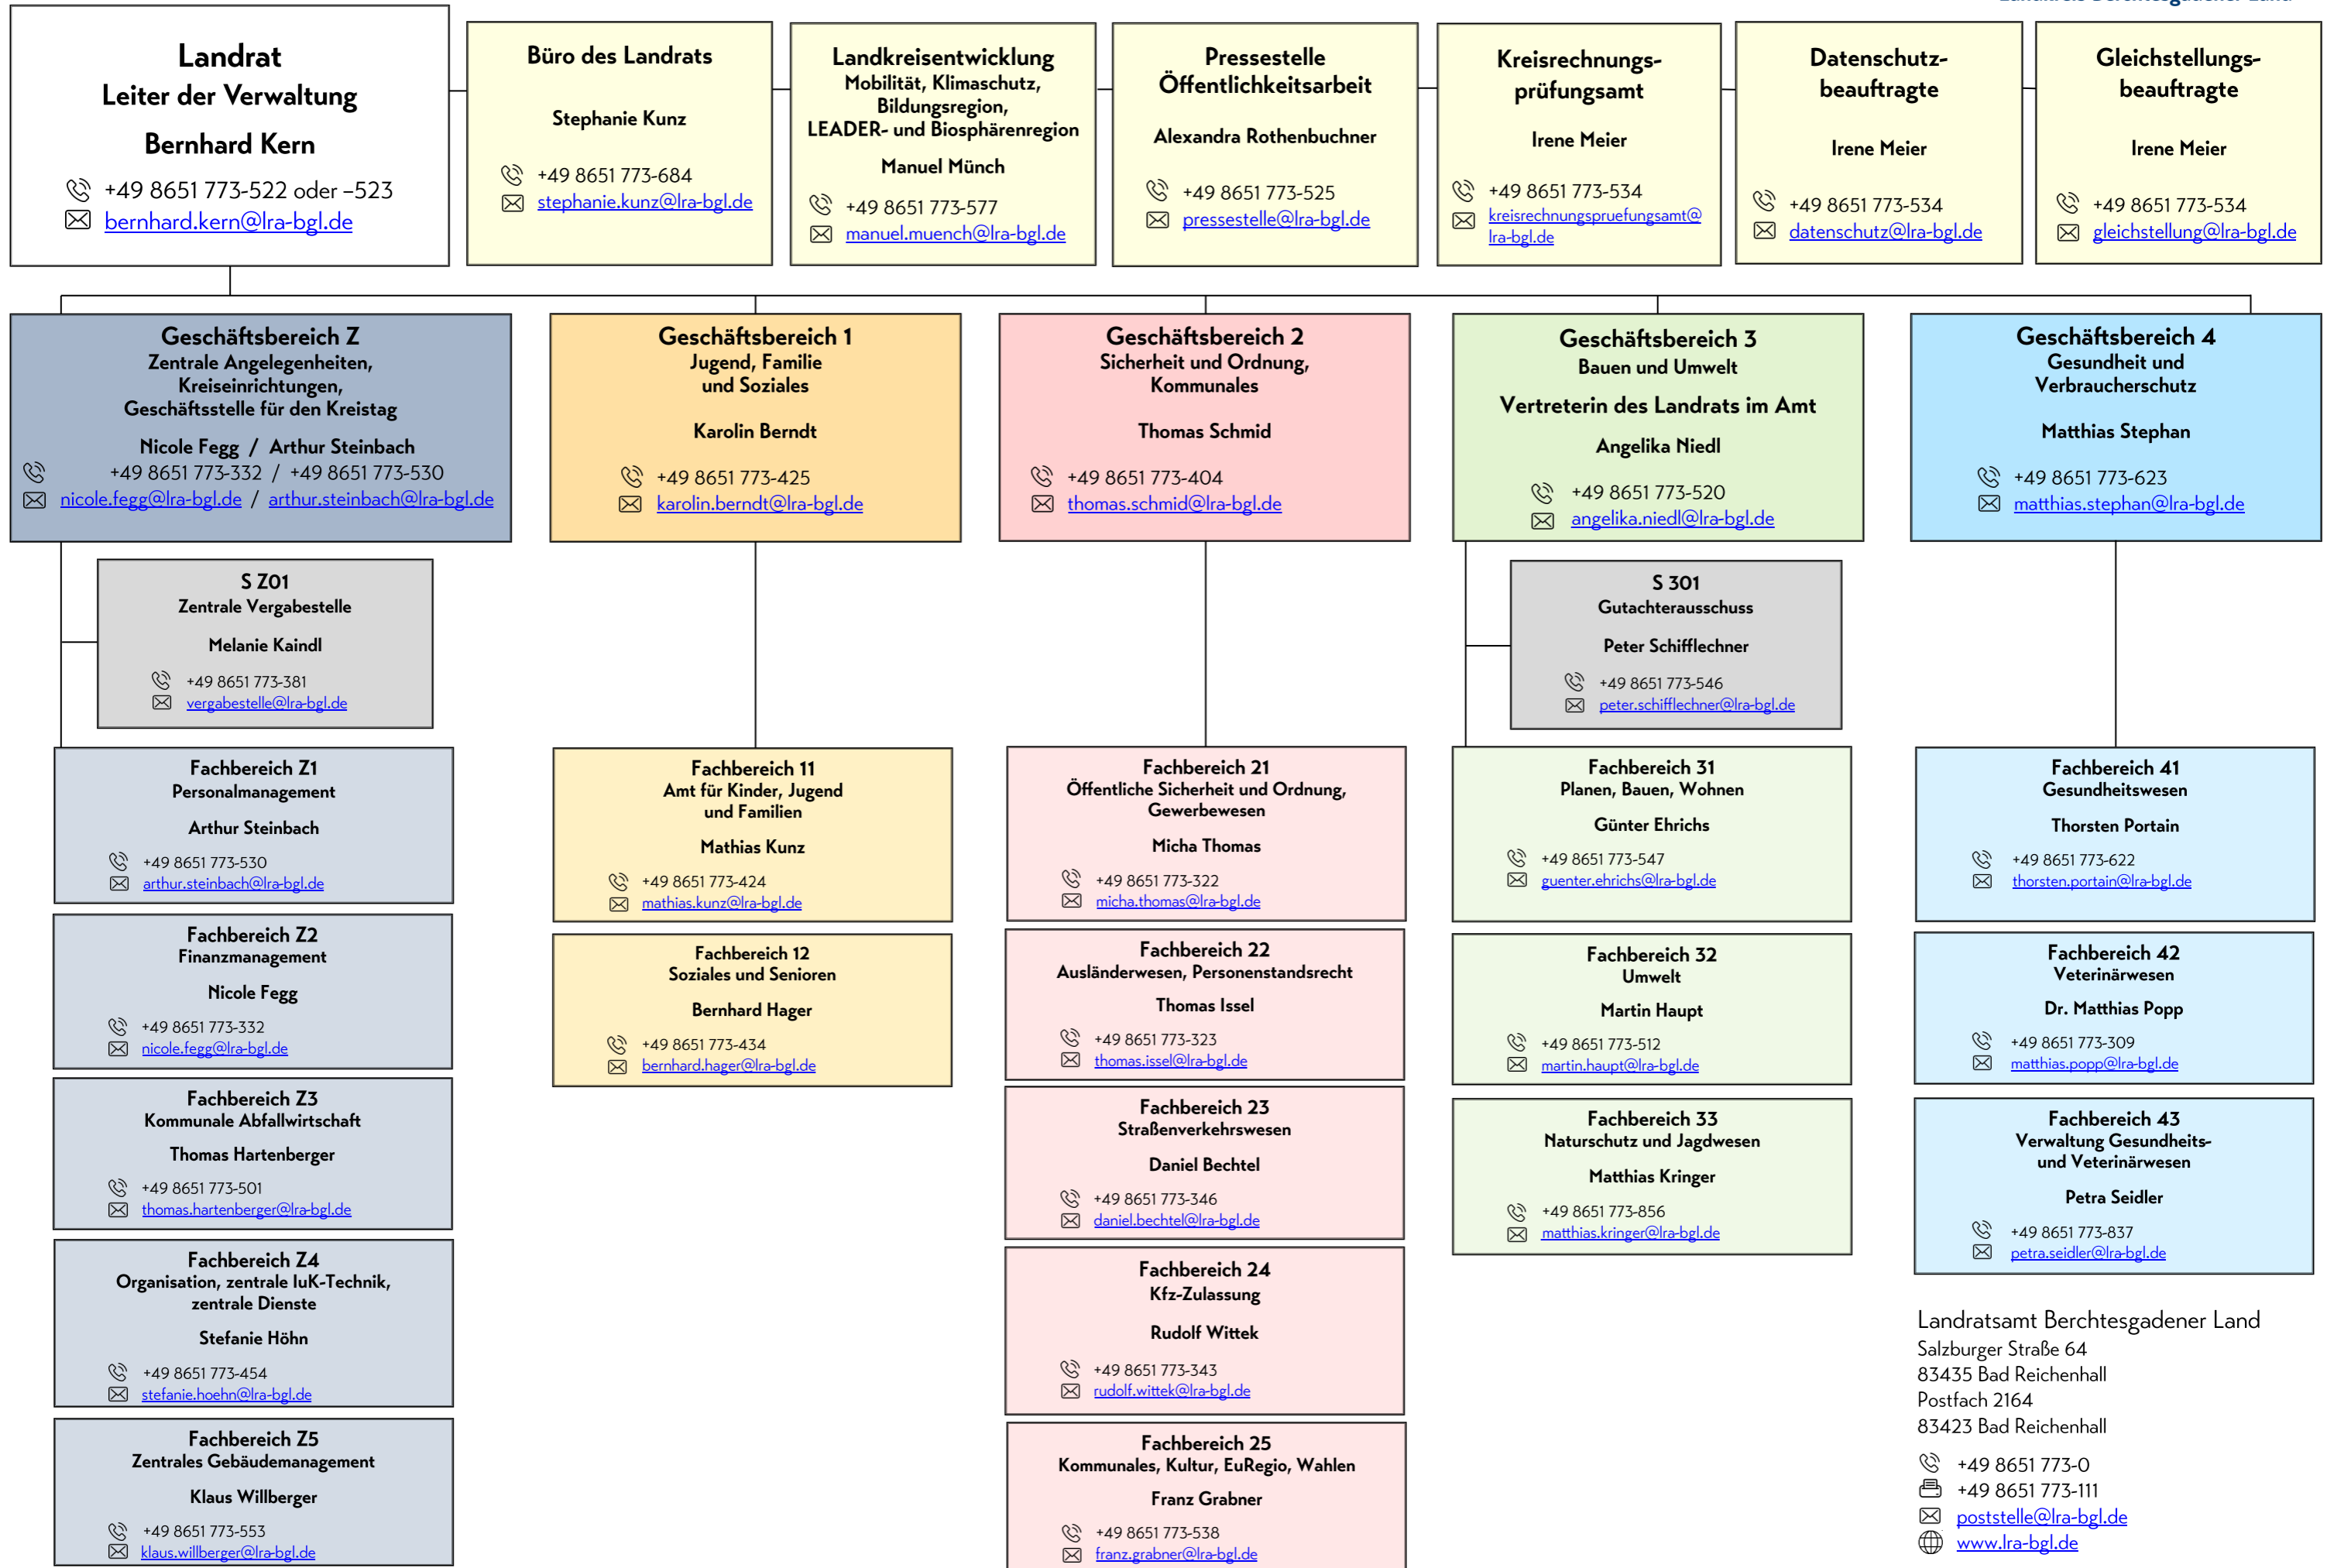 Landkreis Berchtesgadener Land
Landrat
Leiter der Verwaltung
Bernhard Kern
+49 8651 773-522 oder –523
bernhard.kern@lra-bgl.de
Büro des Landrats
Stephanie Kunz
+49 8651 773-684
stephanie.kunz@lra-bgl.de
Landkreisentwicklung
Mobilität, Klimaschutz,
Bildungsregion,
LEADER- und Biosphärenregion
Manuel Münch
+49 8651 773-577
manuel.muench@lra-bgl.de
Pressestelle
Öffentlichkeitsarbeit
Alexandra Rothenbuchner
+49 8651 773-525
pressestelle@lra-bgl.de
Kreisrechnungs-
prüfungsamt
Irene Meier
+49 8651 773-534
kreisrechnungspruefungsamt@
lra-bgl.de
Datenschutz-
beauftragte
Irene Meier
+49 8651 773-534
datenschutz@lra-bgl.de
Gleichstellungs-
beauftragte
Irene Meier
+49 8651 773-534
gleichstellung@lra-bgl.de
Geschäftsbereich Z
Zentrale Angelegenheiten,
Kreiseinrichtungen,
Geschäftsstelle für den Kreistag
Nicole Fegg / Arthur Steinbach
+49 8651 773-332 / +49 8651 773-530
nicole.fegg@lra-bgl.de / arthur.steinbach@lra-bgl.de
Geschäftsbereich 1
Jugend, Familie
und Soziales
Karolin Berndt
+49 8651 773-425
karolin.berndt@lra-bgl.de
Geschäftsbereich 2
Sicherheit und Ordnung,
Kommunales
Thomas Schmid
+49 8651 773-404
thomas.schmid@lra-bgl.de
Geschäftsbereich 3
Bauen und Umwelt
Vertreterin des Landrats im Amt
Angelika Niedl
+49 8651 773-520
angelika.niedl@lra-bgl.de
Geschäftsbereich 4
Gesundheit und
Verbraucherschutz
Matthias Stephan
+49 8651 773-623
matthias.stephan@lra-bgl.de
S Z01
Zentrale Vergabestelle
Melanie Kaindl
+49 8651 773-381
vergabestelle@lra-bgl.de
S 301
Gutachterausschuss
Peter Schifflechner
+49 8651 773-546
peter.schifflechner@lra-bgl.de
Fachbereich Z1
Personalmanagement
Arthur Steinbach
+49 8651 773-530
arthur.steinbach@lra-bgl.de
Fachbereich Z2
Finanzmanagement
Nicole Fegg
+49 8651 773-332
nicole.fegg@lra-bgl.de
Fachbereich Z3
Kommunale Abfallwirtschaft
Thomas Hartenberger
+49 8651 773-501
thomas.hartenberger@lra-bgl.de
Fachbereich Z4
Organisation, zentrale IuK-Technik,
zentrale Dienste
Stefanie Höhn
+49 8651 773-454
stefanie.hoehn@lra-bgl.de
Fachbereich Z5
Zentrales Gebäudemanagement
Klaus Willberger
+49 8651 773-553
klaus.willberger@lra-bgl.de
Fachbereich 11
Amt für Kinder, Jugend
und Familien
Mathias Kunz
+49 8651 773-424
mathias.kunz@lra-bgl.de
Fachbereich 12
Soziales und Senioren
Bernhard Hager
+49 8651 773-434
bernhard.hager@lra-bgl.de
Fachbereich 21
Öffentliche Sicherheit und Ordnung,
Gewerbewesen
Micha Thomas
+49 8651 773-322
micha.thomas@lra-bgl.de
Fachbereich 22
Ausländerwesen, Personenstandsrecht
Thomas Issel
+49 8651 773-323
thomas.issel@lra-bgl.de
Fachbereich 23
Straßenverkehrswesen
Daniel Bechtel
+49 8651 773-346
daniel.bechtel@lra-bgl.de
Fachbereich 24
Kfz-Zulassung
Rudolf Wittek
+49 8651 773-343
rudolf.wittek@lra-bgl.de
Fachbereich 25
Kommunales, Kultur, EuRegio, Wahlen
Franz Grabner
+49 8651 773-538
franz.grabner@lra-bgl.de
Fachbereich 31
Planen, Bauen, Wohnen
Günter Ehrichs
+49 8651 773-547
guenter.ehrichs@lra-bgl.de
Fachbereich 32
Umwelt
Martin Haupt
+49 8651 773-512
martin.haupt@lra-bgl.de
Fachbereich 33
Naturschutz und Jagdwesen
Matthias Kringer
+49 8651 773-856
matthias.kringer@lra-bgl.de
Fachbereich 41
Gesundheitswesen
Thorsten Portain
+49 8651 773-622
thorsten.portain@lra-bgl.de
Fachbereich 42
Veterinärwesen
Dr. Matthias Popp
+49 8651 773-309
matthias.popp@lra-bgl.de
Fachbereich 43
Verwaltung Gesundheits-
und Veterinärwesen
Petra Seidler
+49 8651 773-837
petra.seidler@lra-bgl.de
Landratsamt Berchtesgadener Land
Salzburger Straße 64
83435 Bad Reichenhall
Postfach 2164
83423 Bad Reichenhall
+49 8651 773-0
+49 8651 773-111
poststelle@lra-bgl.de
www.lra-bgl.de